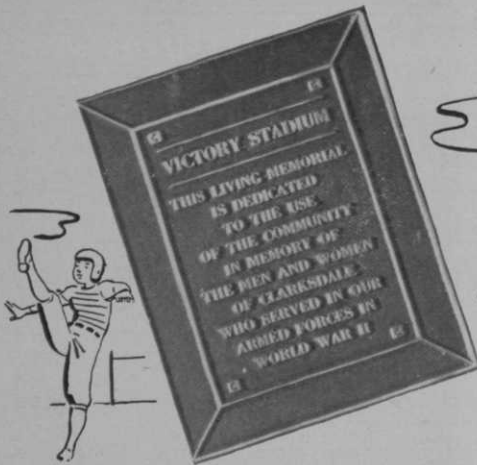 VICTORY STADIUM
THIS LIVING MEMORIAL
IS DEDICATED
TO THE USE
OF THE COMMUNITY
IN MEMORY OF
THE MEN AND WOMEN
OF CLARKSDALE
WHO SERVED IN OUR
ARMED FORCES IN
WORLD WAR II